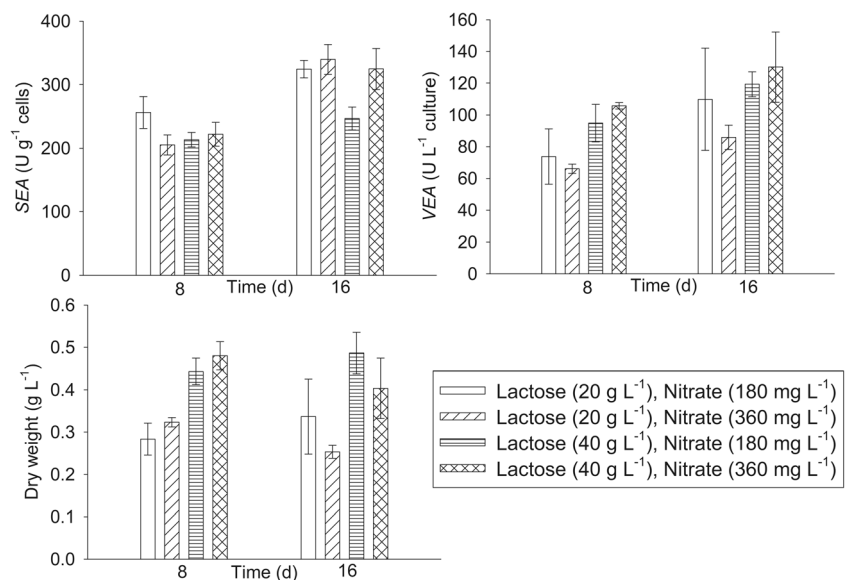 SEA (U g⁻¹ cells)
400
300
200
100
0
8
Time (d)
16
VEA (U L⁻¹ culture)
160
140
120
100
80
60
40
20
0
8
Time (d)
16
Dry weight (g L⁻¹)
0.6
0.5
0.4
0.3
0.2
0.1
0.0
8
Time (d)
16
Lactose (20 g L⁻¹), Nitrate (180 mg L⁻¹)
Lactose (20 g L⁻¹), Nitrate (360 mg L⁻¹)
Lactose (40 g L⁻¹), Nitrate (180 mg L⁻¹)
Lactose (40 g L⁻¹), Nitrate (360 mg L⁻¹)